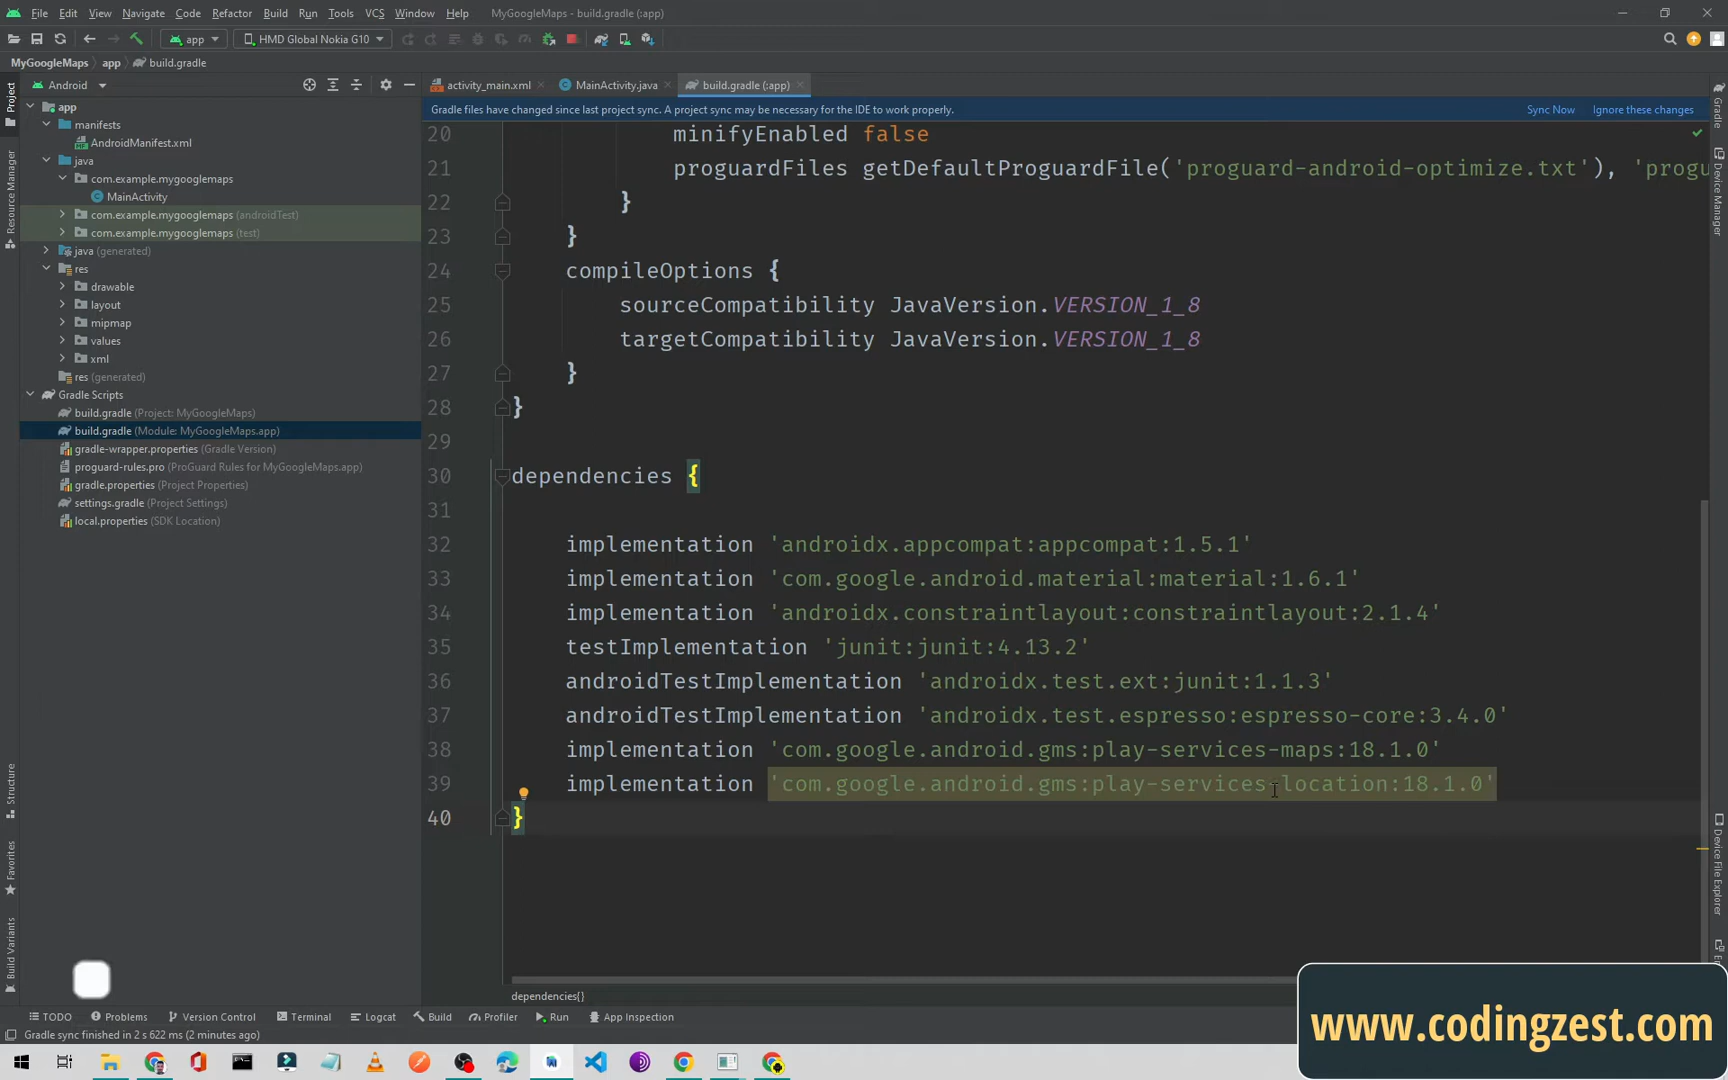 File Edit View Navigate Code Refactor Build Run Tools VCS Window Help MyGoogleMaps - build.gradle (:app)
app HMD Global Nokia G10
MyGoogleMaps app build.gradle
Project
Resource Manager
Structure
Favorites
Build Variants
Android
app
manifests
AndroidManifest.xml
java
com.example.mygooglemaps
MainActivity
com.example.mygooglemaps (androidTest)
com.example.mygooglemaps (test)
java (generated)
res
drawable
layout
mipmap
values
xml
res (generated)
Gradle Scripts
build.gradle (Project: MyGoogleMaps)
build.gradle (Module: MyGoogleMaps.app)
gradle-wrapper.properties (Gradle Version)
proguard-rules.pro (ProGuard Rules for MyGoogleMaps.app)
gradle.properties (Project Properties)
settings.gradle (Project Settings)
local.properties (SDK Location)
activity_main.xml MainActivity.java build.gradle (:app)
Gradle files have changed since last project sync. A project sync may be necessary for the IDE to work properly. Sync Now Ignore these changes
20 minifyEnabled false
21 proguardFiles getDefaultProguardFile('proguard-android-optimize.txt'), 'progu
22 }
23 }
24 compileOptions {
25 sourceCompatibility JavaVersion.VERSION_1_8
26 targetCompatibility JavaVersion.VERSION_1_8
27 }
28 }
29
30 dependencies {
31
32 implementation 'androidx.appcompat:appcompat:1.5.1'
33 implementation 'com.google.android.material:material:1.6.1'
34 implementation 'androidx.constraintlayout:constraintlayout:2.1.4'
35 testImplementation 'junit:junit:4.13.2'
36 androidTestImplementation 'androidx.test.ext:junit:1.1.3'
37 androidTestImplementation 'androidx.test.espresso:espresso-core:3.4.0'
38 implementation 'com.google.android.gms:play-services-maps:18.1.0'
39 implementation 'com.google.android.gms:play-services-location:18.1.0'
40 }
dependencies{}
Gradle
Device Manager
Device File Explorer
TODO Problems Version Control Terminal Logcat Build Profiler Run App Inspection
Gradle sync finished in 2 s 622 ms (2 minutes ago)
www.codingzest.com